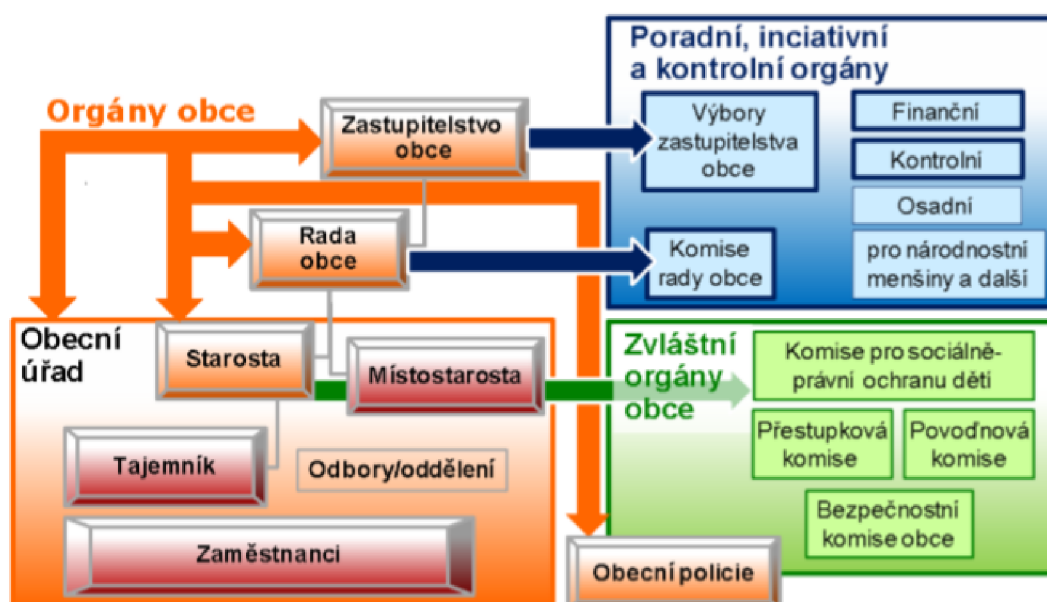 Orgány obce
Zastupitelstvo
obce
Rada
obce
Obecní
úřad
Starosta
Místostarosta
Tajemník
Odbory/oddělení
Zaměstnanci
Obecní policie
Poradní, inciativní
a kontrolní orgány
Výbory
zastupitelstva
obce
Finanční
Kontrolní
Osadní
Komise
rady obce
pro národnostní
menšiny a další
Zvláštní
orgány
obce
Komise pro sociálně-
právní ochranu dětí
Přestupková
komise
Povoďnová
komise
Bezpečnostní
komise obce